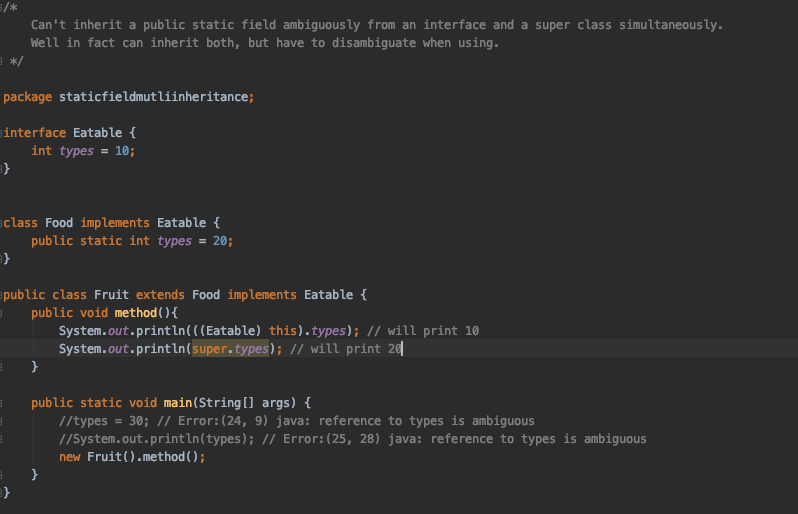 /*
    Can't inherit a public static field ambiguously from an interface and a super class simultaneously.
    Well in fact can inherit both, but have to disambiguate when using.
 */
package staticfieldmutliinheritance;
interface Eatable {
    int types = 10;
}
class Food implements Eatable {
    public static int types = 20;
}
public class Fruit extends Food implements Eatable {
    public void method(){
        System.out.println(((Eatable) this).types); // will print 10
        System.out.println(super.types); // will print 20
    }
    public static void main(String[] args) {
        //types = 30; // Error:(24, 9) java: reference to types is ambiguous
        //System.out.println(types); // Error:(25, 28) java: reference to types is ambiguous
        new Fruit().method();
    }
}